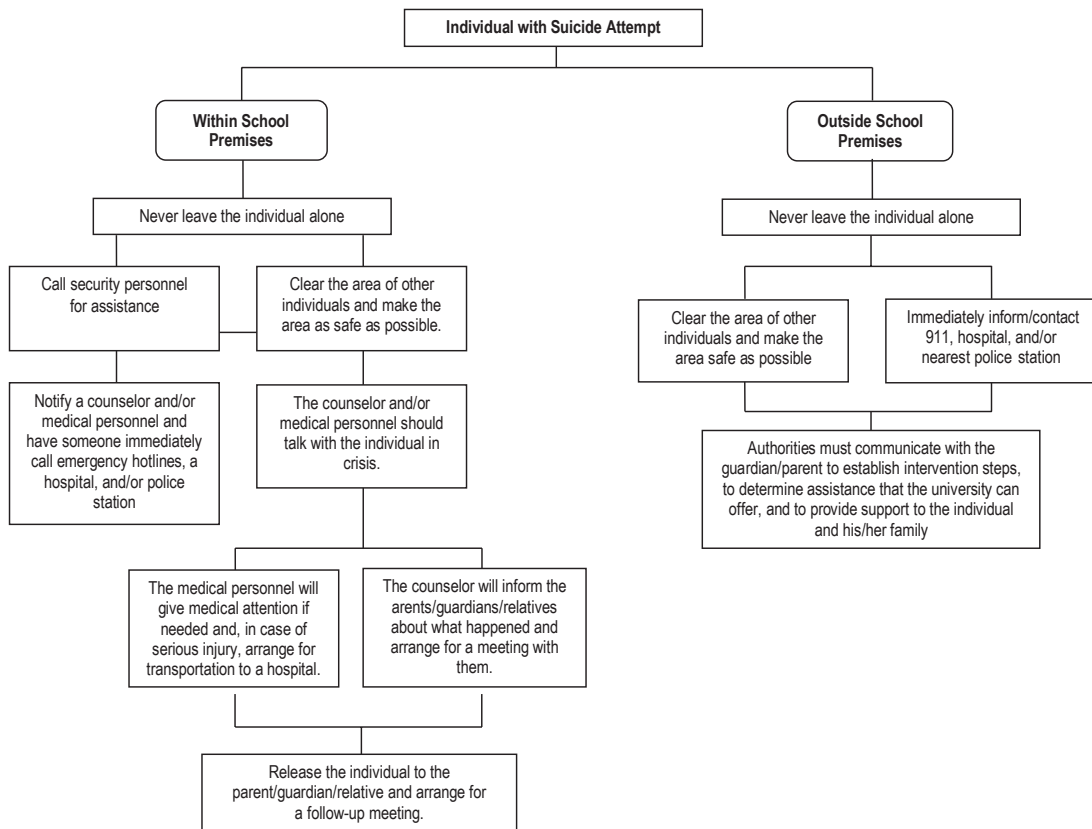 Individual with Suicide Attempt
Within School
Premises
Outside School
Premises
Never leave the individual alone
Never leave the individual alone
Call security personnel
for assistance
Clear the area of other
individuals and make the
area as safe as possible.
Clear the area of other
individuals and make the
area safe as possible
Immediately inform/contact
911, hospital, and/or
nearest police station
Notify a counselor and/or
medical personnel and
have someone immediately
call emergency hotlines, a
hospital, and/or police
station
The counselor and/or
medical personnel should
talk with the individual in
crisis.
Authorities must communicate with the
guardian/parent to establish intervention steps,
to determine assistance that the university can
offer, and to provide support to the individual
and his/her family
The medical personnel will
give medical attention if
needed and, in case of
serious injury, arrange for
transportation to a hospital.
The counselor will inform the
arents/guardians/relatives
about what happened and
arrange for a meeting with
them.
Release the individual to the
parent/guardian/relative and arrange for
a follow-up meeting.